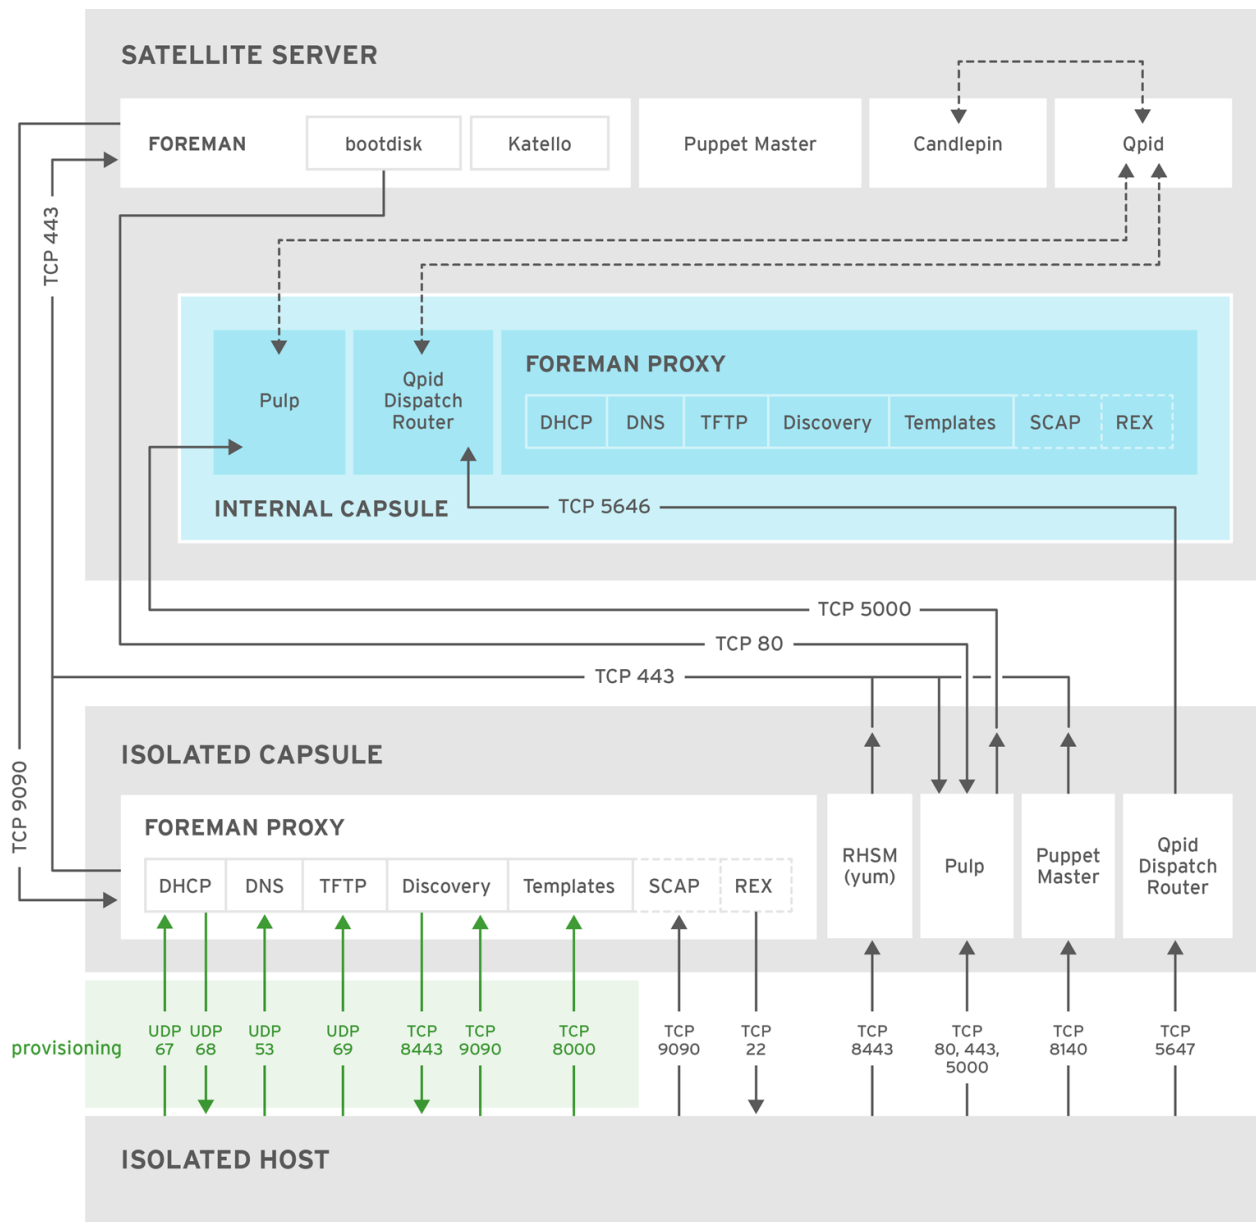 SATELLITE SERVER
FOREMAN
bootdisk
Katello
Puppet Master
Candlepin
Qpid
TCP 443
Pulp
Qpid
Dispatch
Router
FOREMAN PROXY
DHCP
DNS
TFTP
Discovery
Templates
SCAP
REX
INTERNAL CAPSULE
TCP 5646
TCP 5000
TCP 80
TCP 443
TCP 9090
ISOLATED CAPSULE
FOREMAN PROXY
DHCP
DNS
TFTP
Discovery
Templates
SCAP
REX
RHSM
(yum)
Pulp
Puppet
Master
Qpid
Dispatch
Router
provisioning
UDP
67
UDP
68
UDP
53
UDP
69
TCP
8443
TCP
9090
TCP
8000
TCP
9090
TCP
22
TCP
8443
TCP
80, 443,
5000
TCP
8140
TCP
5647
ISOLATED HOST